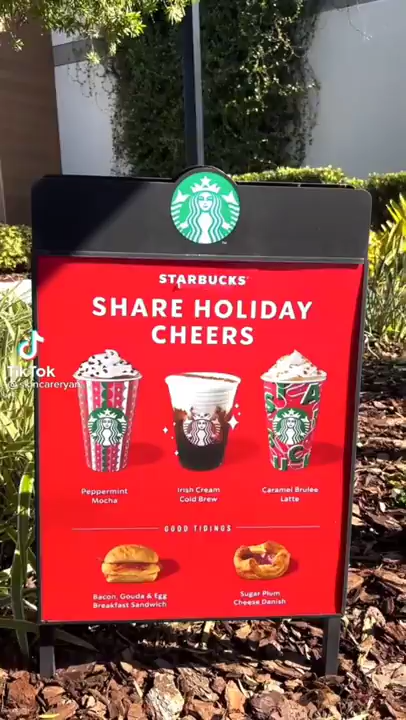 STARBUCKS
SHARE HOLIDAY
CHEERS
TikTok
Peppermint
Mocha
Irish Cream
Cold Brew
Caramel Brulee
Latte
GOOD TIDINGS
Bacon, Gouda & Egg
Breakfast Sandwich
Sugar Plum
Cheese Danish